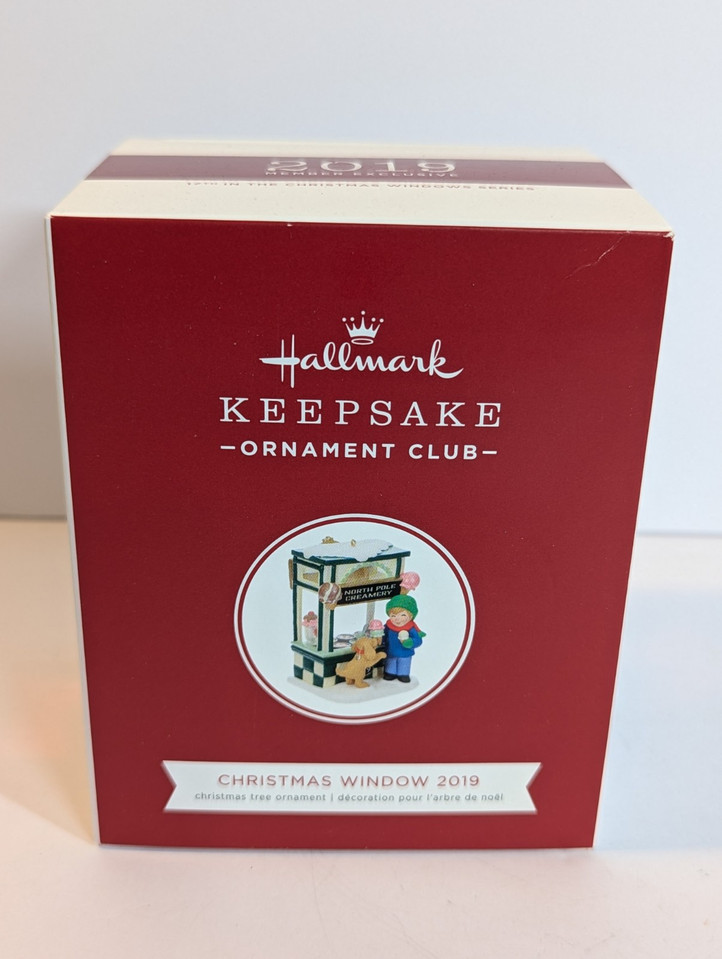 2019
MEMBER EXCLUSIVE
17TH IN THE CHRISTMAS WINDOWS SERIES
Hallmark
KEEPSAKE
—ORNAMENT CLUB—
NORTH POLE
CREAMERY
CHRISTMAS WINDOW 2019
christmas tree ornament | décoration pour l'arbre de noël